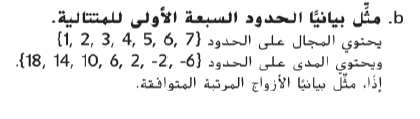 b. مثِّل بيانيًا الحدود السبعة الأولى للمتتالية.
يحتوي المجال على الحدود {1, 2, 3, 4, 5, 6, 7}
ويحتوي المدى على الحدود {18, 14, 10, 6, 2, -2, -6}.
إذًا، مثِّل بيانيًا الأزواج المرتبة المتوافقة.